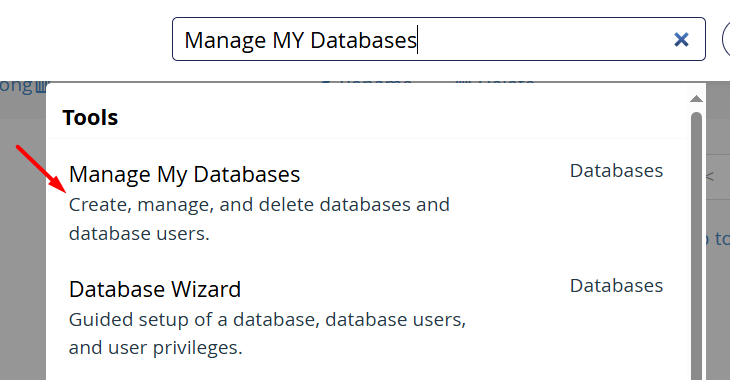 Manage MY Databases
Tools
Manage My Databases
Databases
Create, manage, and delete databases and
database users.
Database Wizard
Databases
Guided setup of a database, database users,
and user privileges.